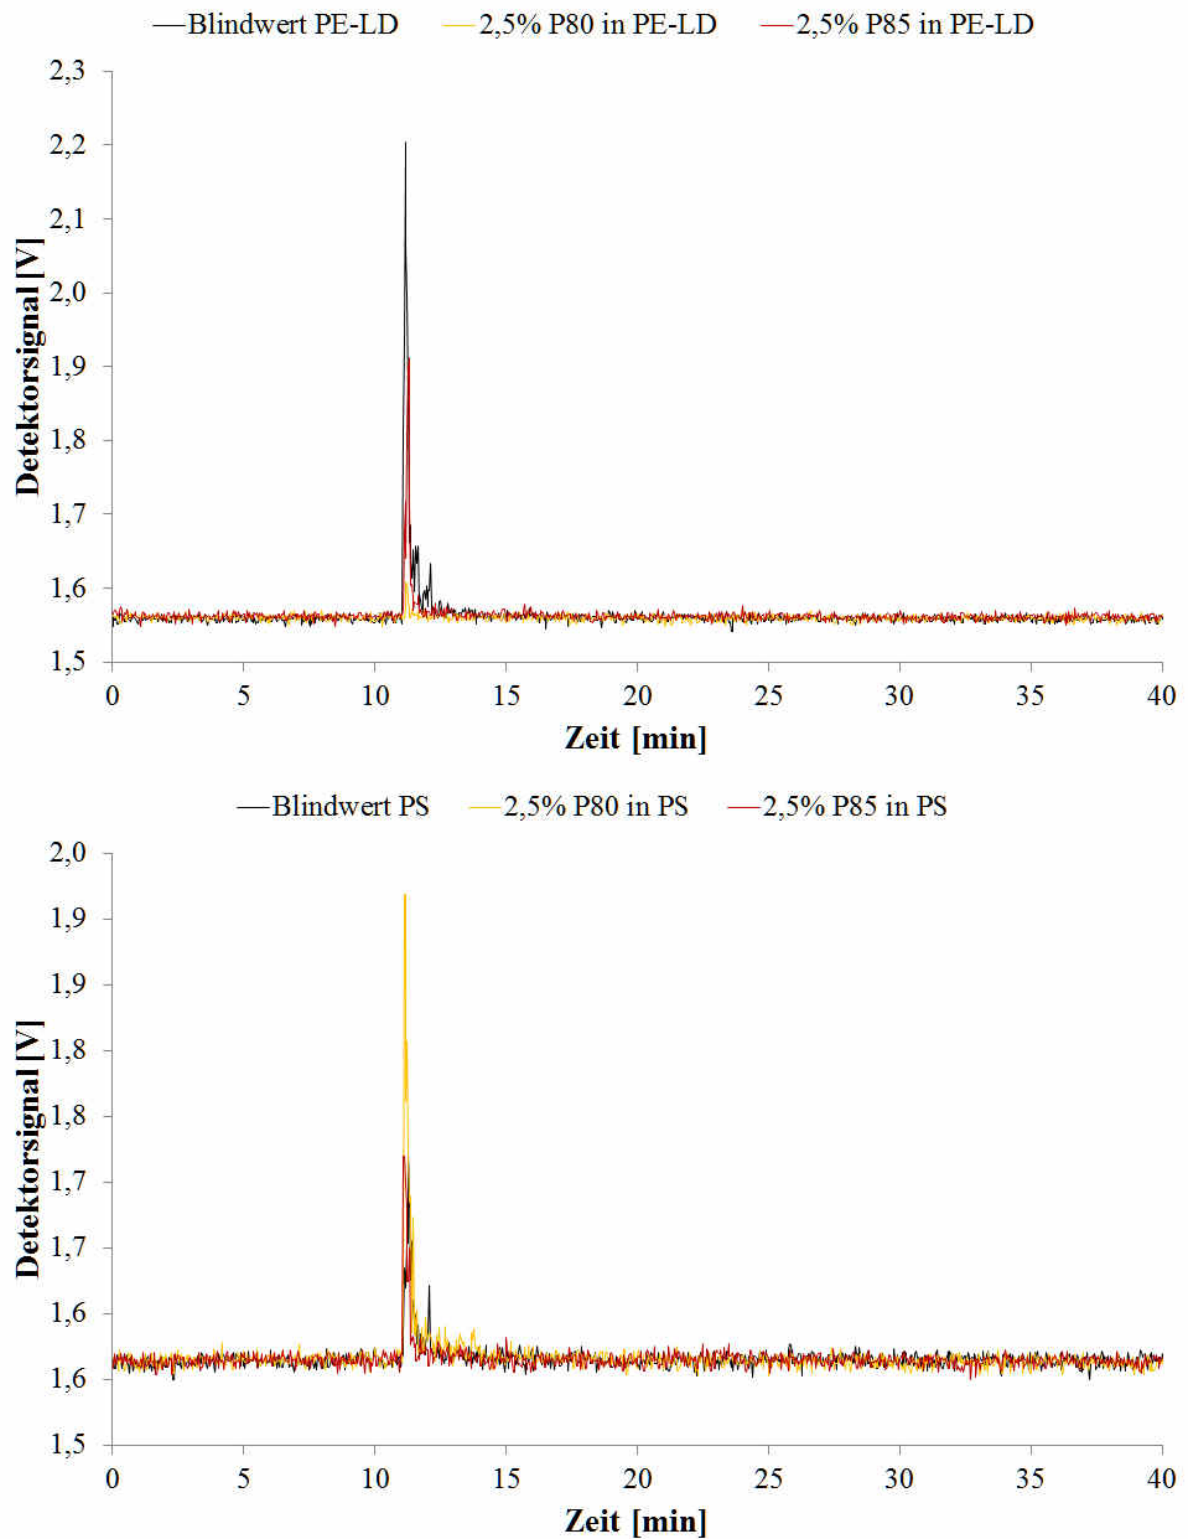 Blindwert PE-LD 2,5% P80 in PE-LD 2,5% P85 in PE-LD
2,3
2,2
2,1
2,0
1,9
1,8
1,7
1,6
1,5
Detektorsignal [V]
0 5 10 15 20 25 30 35 40
Zeit [min]
Blindwert PS 2,5% P80 in PS 2,5% P85 in PS
2,0
1,9
1,9
1,8
1,8
1,7
1,7
1,6
1,6
1,5
Detektorsignal [V]
0 5 10 15 20 25 30 35 40
Zeit [min]